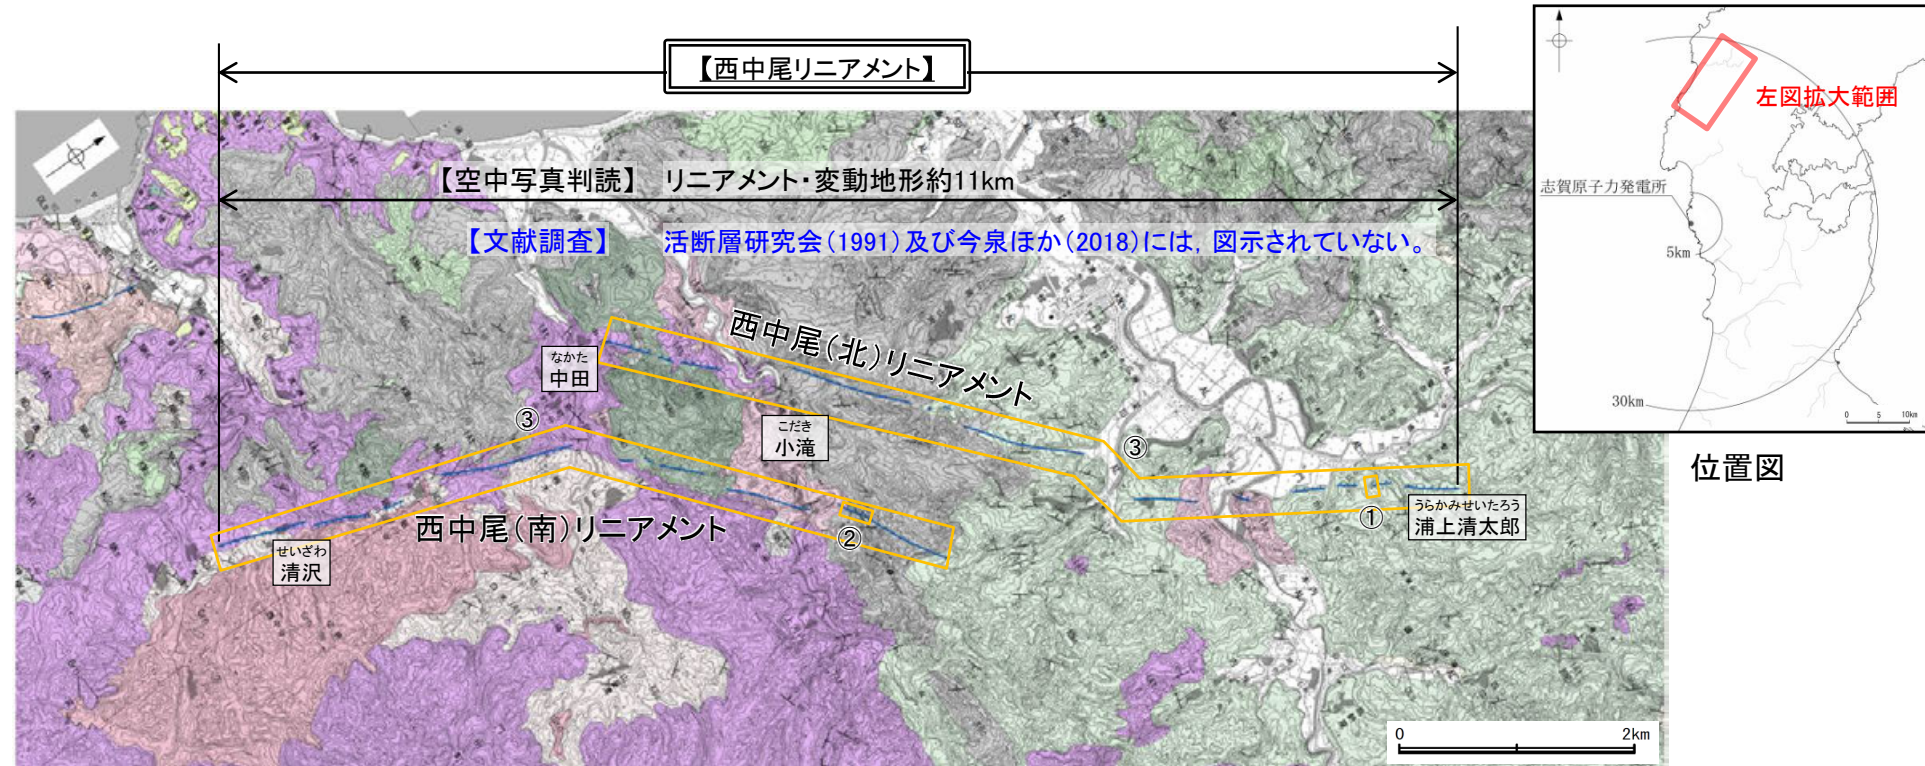 【西中尾リニアメント】
【空中写真判読】 リニアメント・変動地形約11km
【文献調査】 活断層研究会(1991)及び今泉ほか(2018)には，図示されていない。
西中尾(北)リニアメント
なかた
中田
③
こだき
小滝
③
西中尾(南)リニアメント
②
①
せいざわ
清沢
うらかみせいたろう
浦上清太郎
0 2km
左図拡大範囲
志賀原子力発電所
5km
30km
0 5 10km
位置図